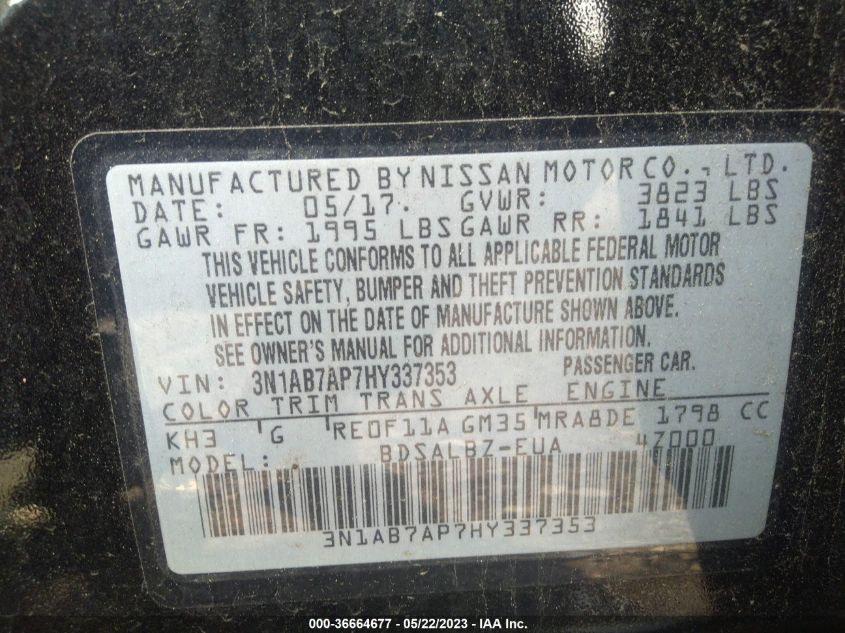 MANUFACTURED BY NISSAN MOTOR CO., LTD.
DATE: 05/17. GVWR: 3823 LBS
GAWR FR: 1995 LBS GAWR RR: 1841 LBS
THIS VEHICLE CONFORMS TO ALL APPLICABLE FEDERAL MOTOR
VEHICLE SAFETY, BUMPER AND THEFT PREVENTION STANDARDS
IN EFFECT ON THE DATE OF MANUFACTURE SHOWN ABOVE.
SEE OWNER'S MANUAL FOR ADDITIONAL INFORMATION.
VIN: 3N1AB7AP7HY337353 PASSENGER CAR.
COLOR TRIM TRANS AXLE ENGINE
KH3 G RE0F11A GM35 MRA8DE 1798 CC
MODEL: BDSALBZ-EUA 4Z000
3N1AB7AP7HY337353
000-36664677 - 05/22/2023 - IAA Inc.